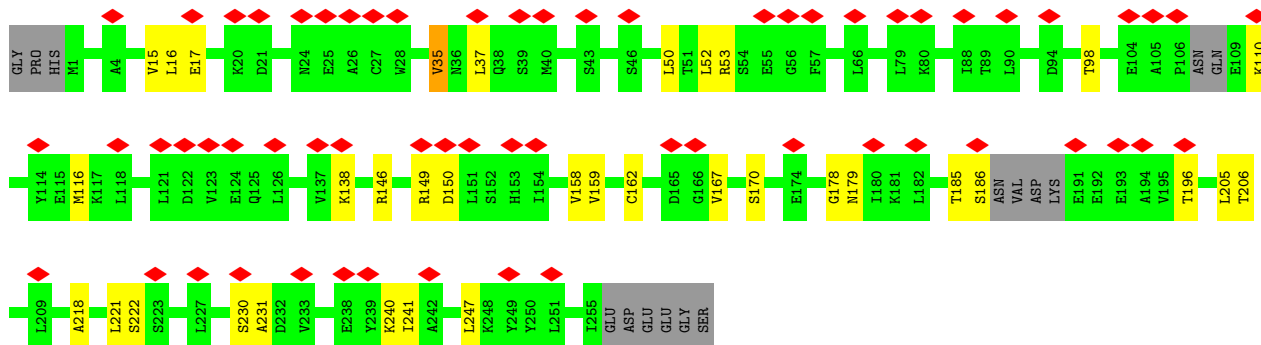 GLY PRO HIS M1 A4 V15 L16 E17 K20 D21 N24 E25 A26 C27 W28 V35 N36 L37 Q38 S39 M40 S43 S46 L50 T51 L52 R53 S54 E55 G56 F57 L66 L79 K80 I88 T89 L90 D94 T98 E104 A105 P106 ASN GLN E109 K110
Y114 E115 M116 K117 L118 L121 D122 V123 E124 Q125 L126 V137 K138 R146 R149 D150 L151 S152 H153 I154 V158 V159 C162 D165 G166 V167 S170 E174 G178 N179 I180 K181 L182 T185 S186 ASN VAL ASP LYS E191 E192 E193 A194 V195 T196 L205 T206
L209 A218 L221 S222 S223 L227 S230 A231 D232 V233 E238 Y239 K240 I241 A242 L247 K248 Y249 Y250 L251 I255 GLU ASP GLU GLU GLY SER